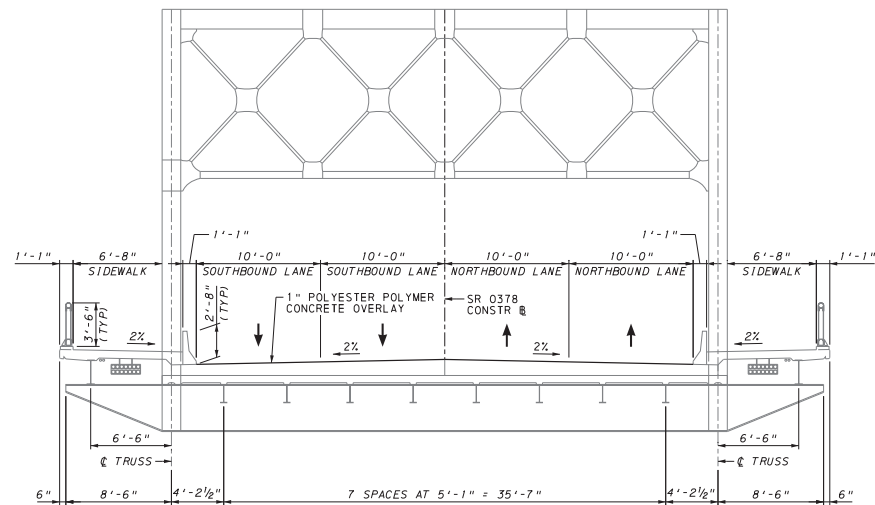 1'-1" 1'-1"
1'-1" 6'-8" 10'-0" 10'-0" 10'-0" 10'-0" 6'-8" 1'-1"
SIDEWALK SOUTHBOUND LANE SOUTHBOUND LANE NORTHBOUND LANE NORTHBOUND LANE SIDEWALK
3'-6"
(TYP)
2'-8"
(TYP)
1" POLYESTER POLYMER
CONCRETE OVERLAY
SR 0378
CONSTR ℄
2% 2% 2% 2%
6'-6" 6'-6"
℄ TRUSS ℄ TRUSS
6" 8'-6" 4'-2½" 7 SPACES AT 5'-1" = 35'-7" 4'-2½" 8'-6" 6"